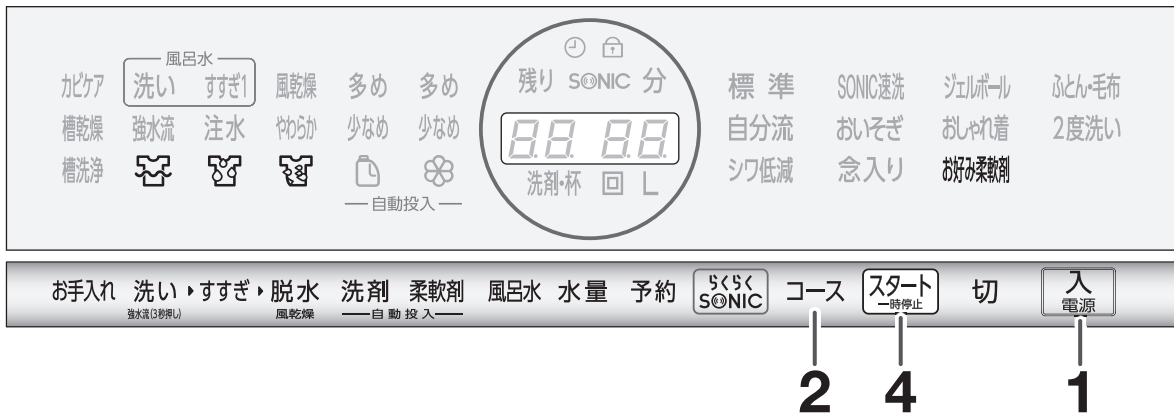 風呂水
カビケア 洗い すすぎ1 風乾燥 多め 多め 残り SONIC 分 標準 SONIC速洗 ジェルボール ふとん・毛布
槽乾燥 強水流 注水 やわらか 少なめ 少なめ 88 88 自分流 おいそぎ おしゃれ着 2度洗い
槽洗浄 洗剤・杯 回 L シワ低減 念入り お好み柔軟剤
自動投入
お手入れ 洗い すすぎ 脱水 洗剤 柔軟剤 風呂水 水量 予約 らくらく SONIC コース スタート 一時停止 切 入 電源
強水流(3秒押し) 風乾燥 自動投入
2 4 1